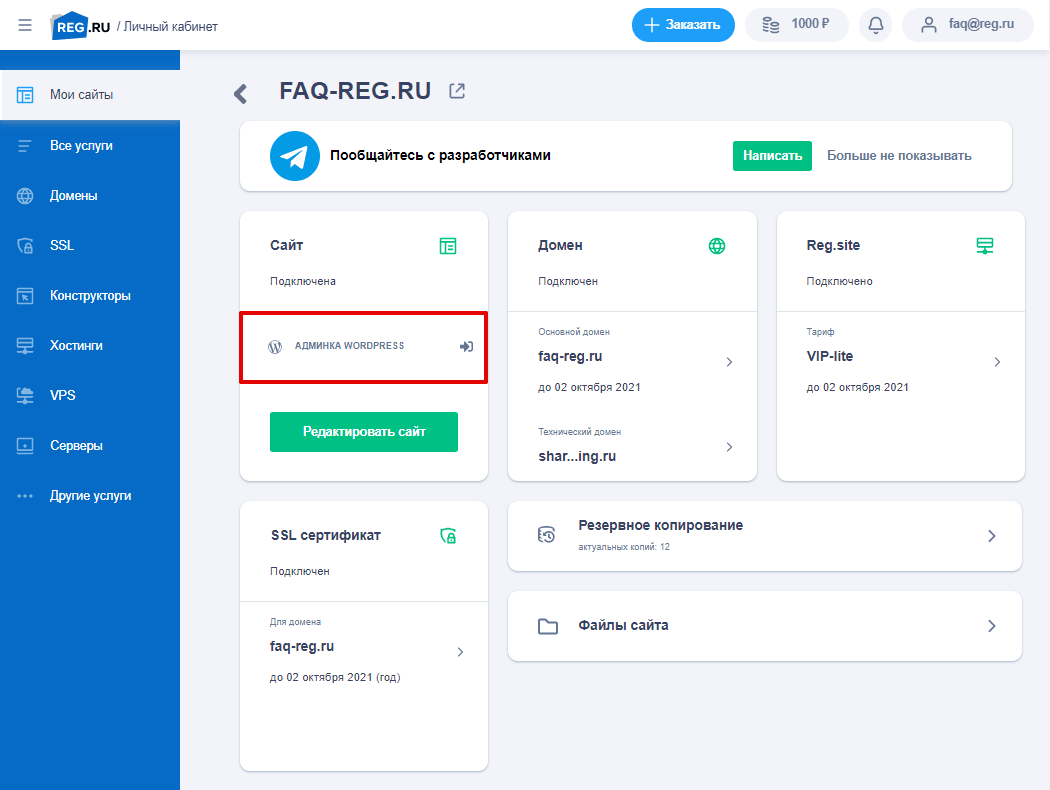 REG.RU / Личный кабинет
Заказать
1000 ₽
faq@reg.ru
Мои сайты
Все услуги
Домены
SSL
Конструкторы
Хостинги
VPS
Серверы
Другие услуги
FAQ-REG.RU
Пообщайтесь с разработчиками
Написать
Больше не показывать
Сайт
Подключена
АДМИНКА WORDPRESS
Редактировать сайт
Домен
Подключен
Основной домен
faq-reg.ru
до 02 октября 2021
Технический домен
shar...ing.ru
Reg.site
Подключено
Тариф
VIP-lite
до 02 октября 2021
SSL сертификат
Подключен
Для домена
faq-reg.ru
до 02 октября 2021 (год)
Резервное копирование
актуальных копий: 12
Файлы сайта